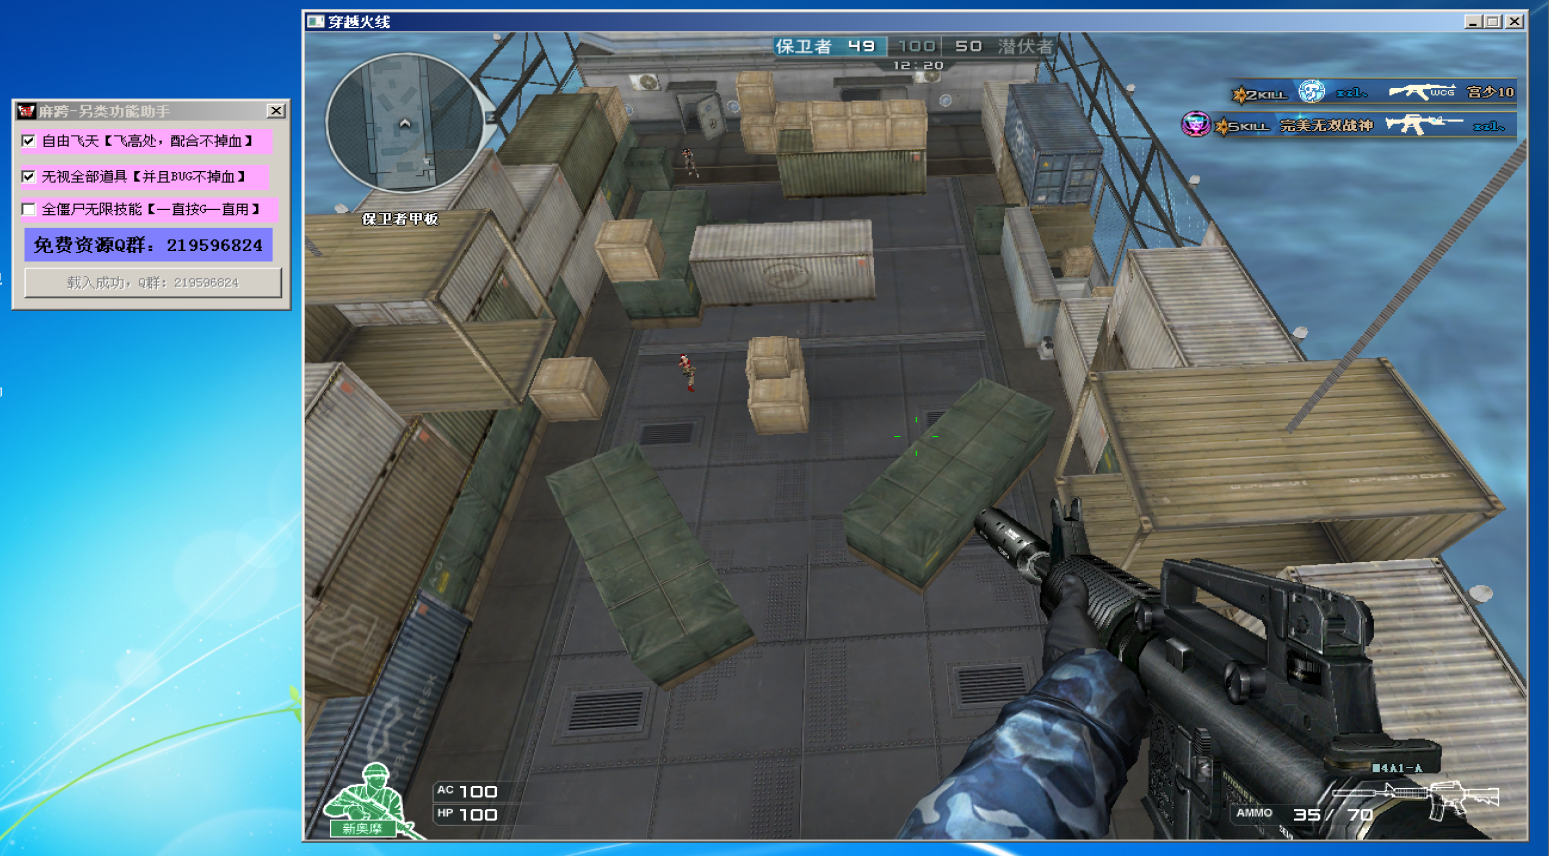 穿越火线
麻跨-另类功能助手
自由飞天【飞高处，配合不掉血】
无视全部道具【并且BUG不掉血】
全僵尸无限技能【一直按G一直用】
免费资源Q群：219596824
载入成功，Q群：219596824
保卫者 49 100 50 潜伏者
12:20
2KILL zzl、 WCG 宫少10
5KILL 完美无双战神 zzl、
保卫者甲板
AC 100
HP 100
新奥摩
M4A1-A
AMMO 35 / 70